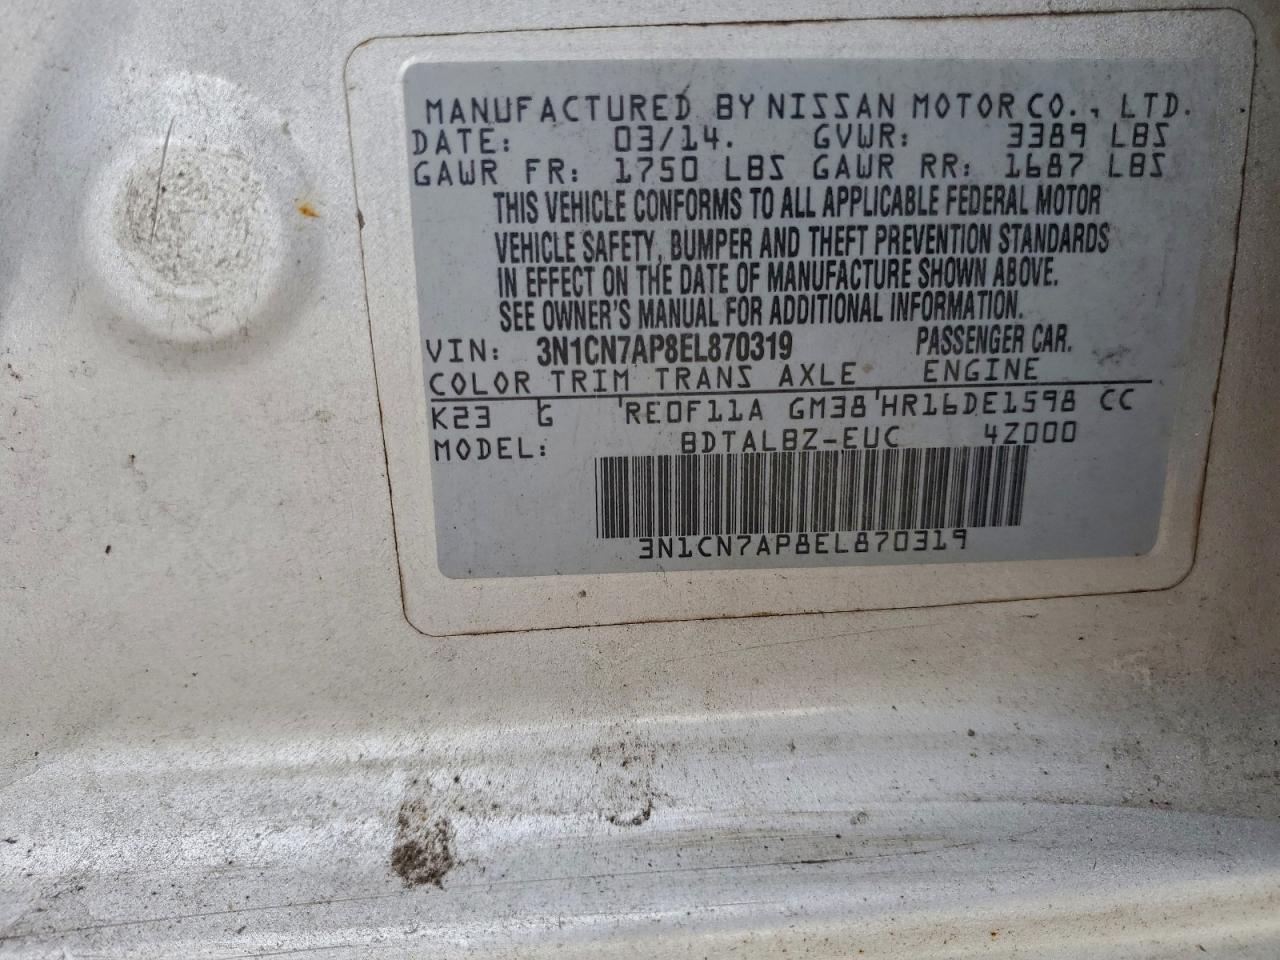 MANUFACTURED BY NISSAN MOTOR CO., LTD.
DATE: 03/14. GVWR: 3389 LBS
GAWR FR: 1750 LBS GAWR RR: 1687 LBS
THIS VEHICLE CONFORMS TO ALL APPLICABLE FEDERAL MOTOR
VEHICLE SAFETY, BUMPER AND THEFT PREVENTION STANDARDS
IN EFFECT ON THE DATE OF MANUFACTURE SHOWN ABOVE.
SEE OWNER'S MANUAL FOR ADDITIONAL INFORMATION.
VIN: 3N1CN7AP8EL870319 PASSENGER CAR.
COLOR TRIM TRANS AXLE ENGINE
K23 G RE0F11A GM38 HR16DE1598 CC
MODEL: BDTALBZ-EUC 4Z000
3N1CN7AP8EL870319